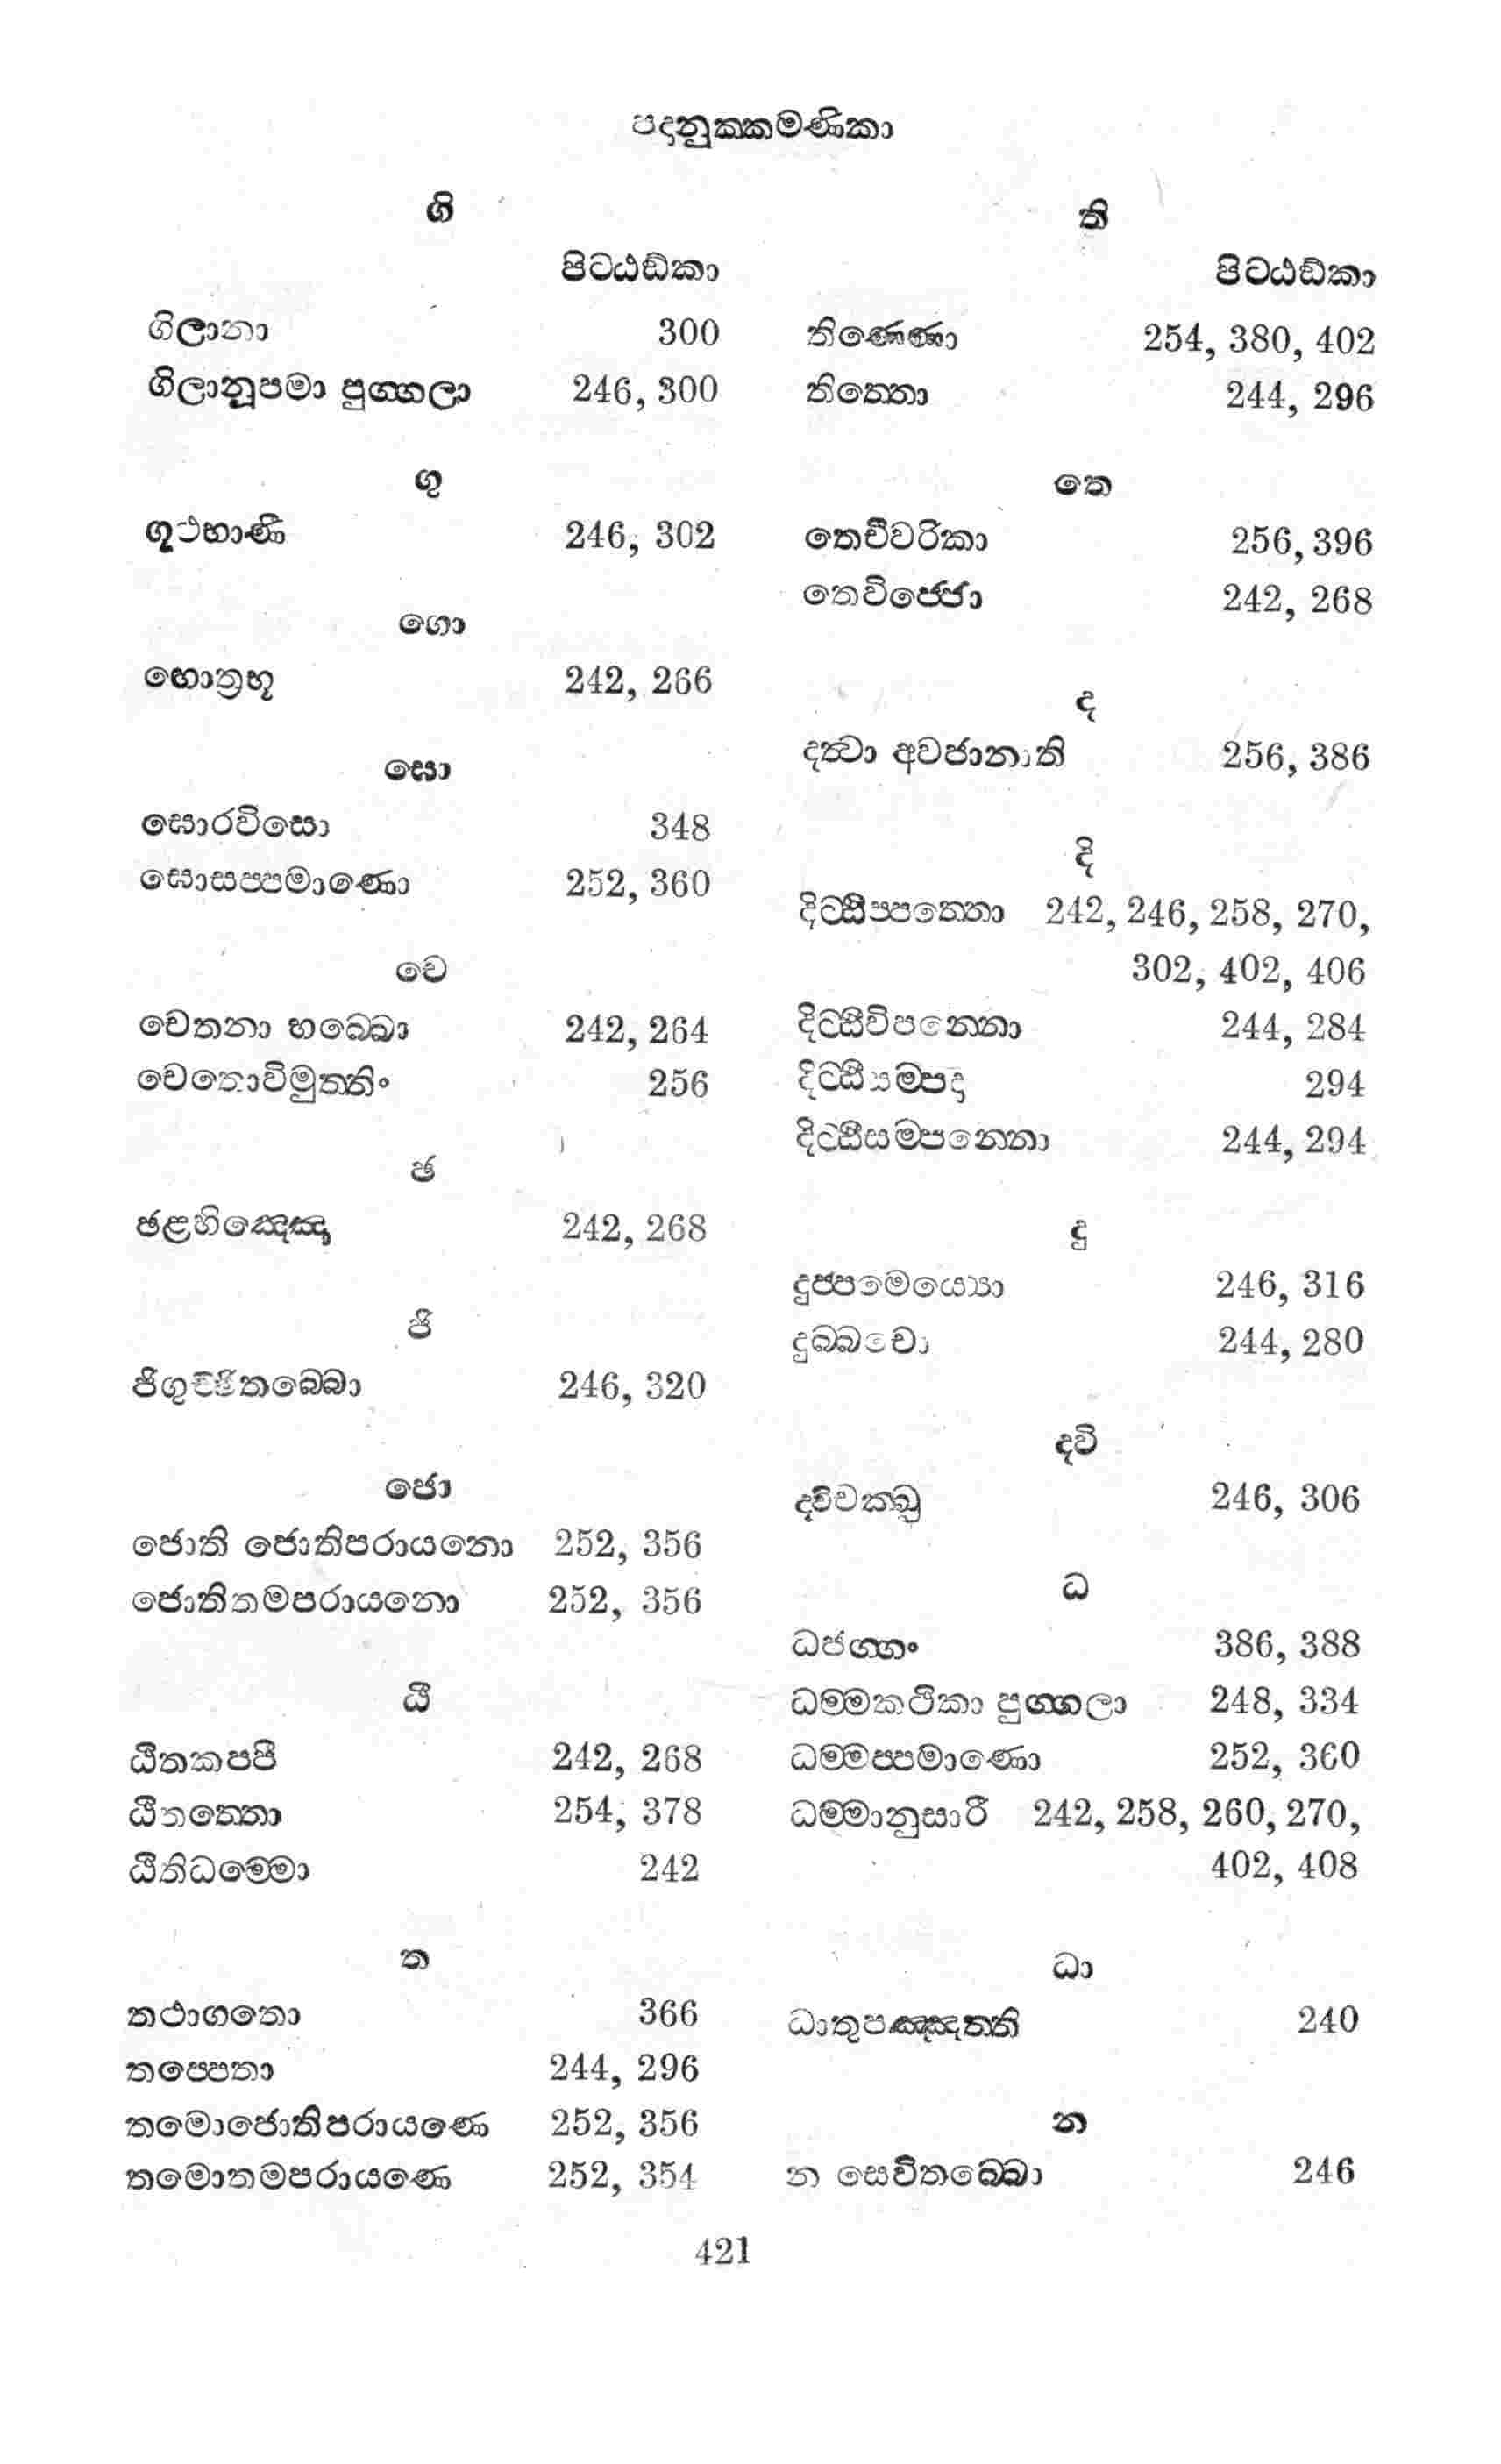 පදානුක්කමණිකා
ගි
පිට්ඨඞ්කා
ගිලානා 300
ගිලානූපමා පුග්ගලා 246, 300
ගු
ගූථභාණී 246, 302
ගො
ගොත්‍රභූ 242, 266
ඝො
ඝොරවිසො 348
ඝොසප්පමාණො 252, 360
චෙ
චෙතනා භබ්බො 242, 264
චෙතොවිමුත්තිං 256
ඡ
ඡළභිඤ්ඤො 242, 268
ජි
ජිගුච්ඡිතබ්බො 246, 320
ජො
ජොති ජොතිපරායනො 252, 356
ජොතිතමපරායනො 252, 356
ඨි
ඨිතකප්පී 242, 268
ඨිතත්තො 254, 378
ඨිතිධම්මො 242
ත
තථාගතො 366
තප්පෙතා 244, 296
තමොජොතිපරායණො 252, 356
තමොතමපරායණො 252, 354
ති
පිට්ඨඞ්කා
තිණ්ණො 254, 380, 402
තිත්තො 244, 296
තෙ
තෙචීවරිකා 256, 396
තෙවිජ්ජො 242, 268
ද
දත්වා අවජානාති 256, 386
දි
දිට්ඨිප්පත්තො 242, 246, 258, 270,
302, 402, 406
දිට්ඨිවිපන්නො 244, 284
දිට්ඨිසම්පදා 294
දිට්ඨිසම්පන්නො 244, 294
දු
දුප්පමෙය්‍යො 246, 316
දුබ්බචො 244, 280
ද්වි
ද්විචක්ඛු 246, 306
ධ
ධජග්ගං 386, 388
ධම්මකථිකා පුග්ගලා 248, 334
ධම්මප්පමාණො 252, 360
ධම්මානුසාරී 242, 258, 260, 270,
402, 408
ධා
ධාතුපඤ්ඤත්ති 240
න
න සෙවිතබ්බො 246
421